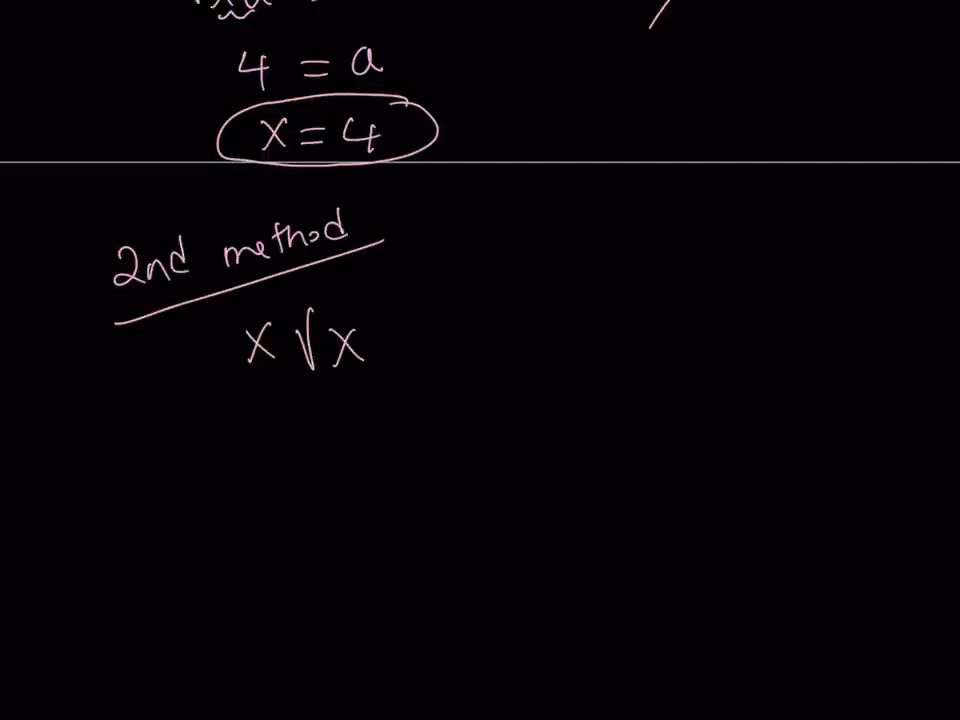 4 = a
x = 4
2nd method
x √x